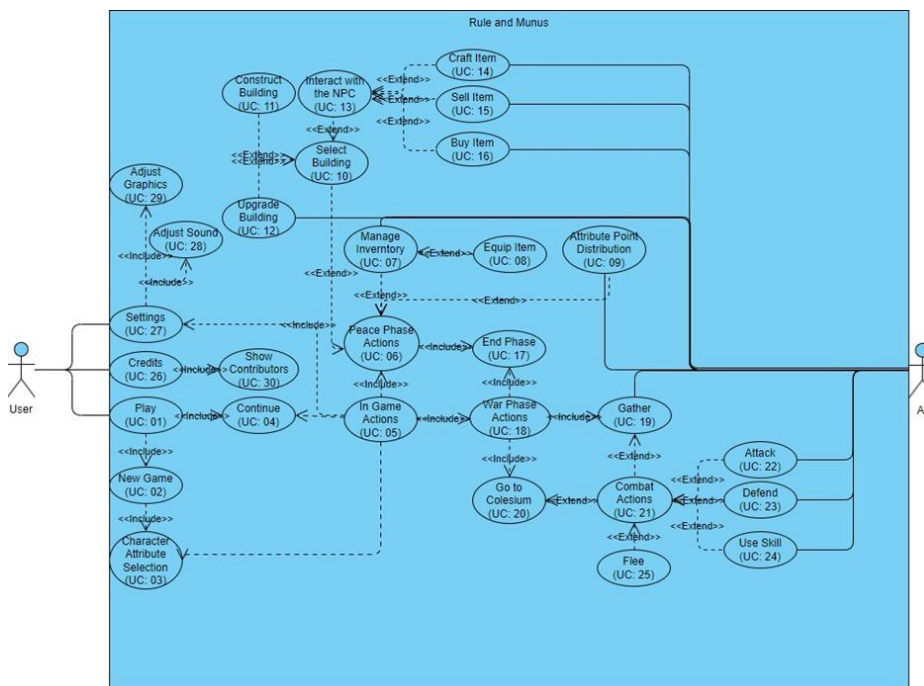 Rule and Munus
Craft Item
(UC: 14)
Construct
Building
(UC: 11)
Interact with
the NPC
(UC: 13)
<<Extend>>
<<Extend>>
<<Extend>>
Sell Item
(UC: 15)
<<Extend>>
Buy Item
(UC: 16)
Select
Building
(UC: 10)
<<Extend>>
<<Extend>>
Adjust
Graphics
(UC: 29)
Upgrade
Building
(UC: 12)
Adjust Sound
(UC: 28)
Manage
Inverntory
(UC: 07)
<<Extend>>
Equip Item
(UC: 08)
Attribute Point
Distribution
(UC: 09)
<<Include>>
<<Include>>
<<Extend>>
<<Extend>>
<<Extend>>
Settings
(UC: 27)
<<Include>>
Peace Phase
Actions
(UC: 06)
<<Include>>
End Phase
(UC: 17)
User
Credits
(UC: 26)
<<Include>>
Show
Contributors
(UC: 30)
<<Include>>
<<Include>>
Play
(UC: 01)
<<Include>>
Continue
(UC: 04)
In Game
Actions
(UC: 05)
<<Include>>
War Phase
Actions
(UC: 18)
<<Include>>
Gather
(UC: 19)
<<Include>>
<<Include>>
<<Extend>>
Attack
(UC: 22)
New Game
(UC: 02)
Go to
Colesium
(UC: 20)
<<Extend>>
Combat
Actions
(UC: 21)
<<Extend>>
<<Extend>>
Defend
(UC: 23)
<<Include>>
<<Extend>>
Character
Attribute
Selection
(UC: 03)
<<Extend>>
Use Skill
(UC: 24)
Flee
(UC: 25)